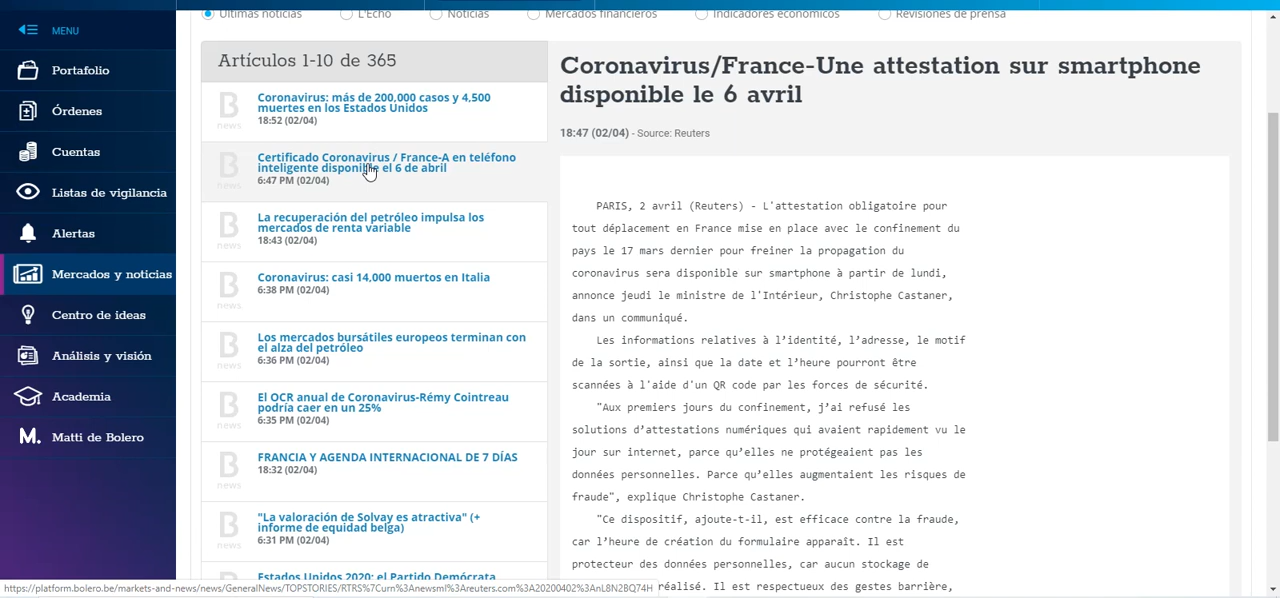 MENU
Portafolio
Órdenes
Cuentas
Listas de vigilancia
Alertas
Mercados y noticias
Centro de ideas
Análisis y visión
Academia
M. Matti de Bolero
Últimas noticias L'Echo Noticias Mercados financieros Indicadores económicos Revisiones de prensa
Artículos 1-10 de 365
B news
Coronavirus: más de 200,000 casos y 4,500
muertes en los Estados Unidos
18:52 (02/04)
B news
Certificado Coronavirus / France-A en teléfono
inteligente disponible el 6 de abril
6:47 PM (02/04)
B news
La recuperación del petróleo impulsa los
mercados de renta variable
18:43 (02/04)
B news
Coronavirus: casi 14,000 muertos en Italia
6:38 PM (02/04)
B news
Los mercados bursátiles europeos terminan con
el alza del petróleo
6:36 PM (02/04)
B news
El OCR anual de Coronavirus-Rémy Cointreau
podría caer en un 25%
6:35 PM (02/04)
B news
FRANCIA Y AGENDA INTERNACIONAL DE 7 DÍAS
18:32 (02/04)
B news
"La valoración de Solvay es atractiva" (+
informe de equidad belga)
6:31 PM (02/04)
Estados Unidos 2020: el Partido Demócrata
Coronavirus/France-Une attestation sur smartphone
disponible le 6 avril
18:47 (02/04) - Source: Reuters
PARIS, 2 avril (Reuters) - L'attestation obligatoire pour
tout déplacement en France mise en place avec le confinement du
pays le 17 mars dernier pour freiner la propagation du
coronavirus sera disponible sur smartphone à partir de lundi,
annonce jeudi le ministre de l'Intérieur, Christophe Castaner,
dans un communiqué.
Les informations relatives à l’identité, l’adresse, le motif
de la sortie, ainsi que la date et l’heure pourront être
scannées à l'aide d'un QR code par les forces de sécurité.
"Aux premiers jours du confinement, j’ai refusé les
solutions d’attestations numériques qui avaient rapidement vu le
jour sur internet, parce qu’elles ne protégeaient pas les
données personnelles. Parce qu’elles augmentaient les risques de
fraude", explique Christophe Castaner.
"Ce dispositif, ajoute-t-il, est efficace contre la fraude,
car l’heure de création du formulaire apparaît. Il est
protecteur des données personnelles, car aucun stockage de
réalisé. Il est respectueux des gestes barrière,
https://platform.bolero.be/markets-and-news/news/GeneralNews/TOPSTORIES/RTRS%7Curn%3Anewsml%3Areuters.com%3A20200402%3AnL8N2BQ74H